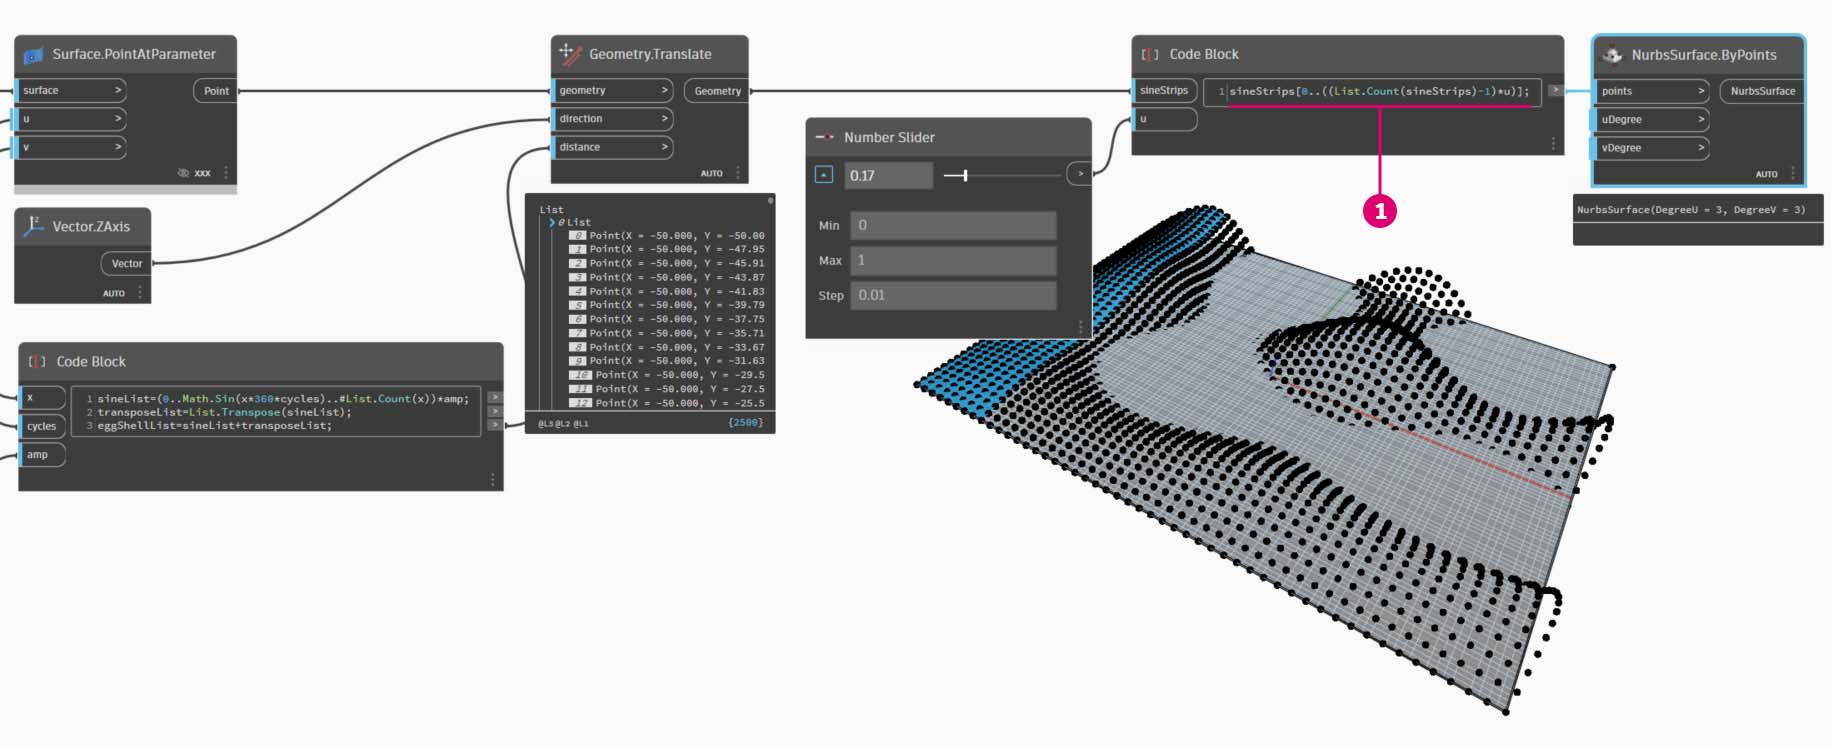 Surface.PointAtParameter
surface >
Point
u >
v >
XXX
Vector.ZAxis
Vector
AUTO
Code Block
x
cycles
amp
1 sineList=(0..Math.Sin(x*360*cycles)..#List.Count(x))*amp;
2 transposeList=List.Transpose(sineList);
3 eggShellList=sineList+transposeList;
>
>
>
Geometry.Translate
geometry >
Geometry
direction >
distance >
AUTO
List
0 List
0 Point(X = -50.000, Y = -50.00
1 Point(X = -50.000, Y = -47.95
2 Point(X = -50.000, Y = -45.91
3 Point(X = -50.000, Y = -43.87
4 Point(X = -50.000, Y = -41.83
5 Point(X = -50.000, Y = -39.79
6 Point(X = -50.000, Y = -37.75
7 Point(X = -50.000, Y = -35.71
8 Point(X = -50.000, Y = -33.67
9 Point(X = -50.000, Y = -31.63
10 Point(X = -50.000, Y = -29.5
11 Point(X = -50.000, Y = -27.5
12 Point(X = -50.000, Y = -25.5
@L3 @L2 @L1
{2500}
Number Slider
0.17
>
Min 0
Max 1
Step 0.01
Code Block
sineStrips
u
1 sineStrips[0..((List.Count(sineStrips)-1)*u)];
>
1
NurbsSurface.ByPoints
points >
NurbsSurface
uDegree >
vDegree >
AUTO
NurbsSurface(DegreeU = 3, DegreeV = 3)